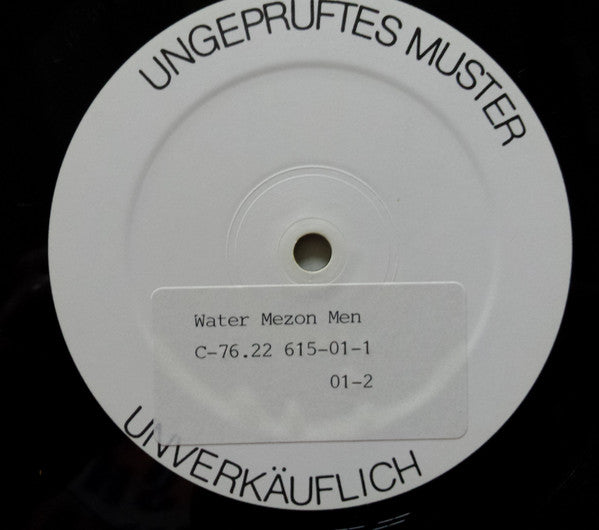 UNGEPRÜFTES MUSTER
Water Mezon Men
C-76.22 615-01-1
01-2
UNVERKÄUFLICH